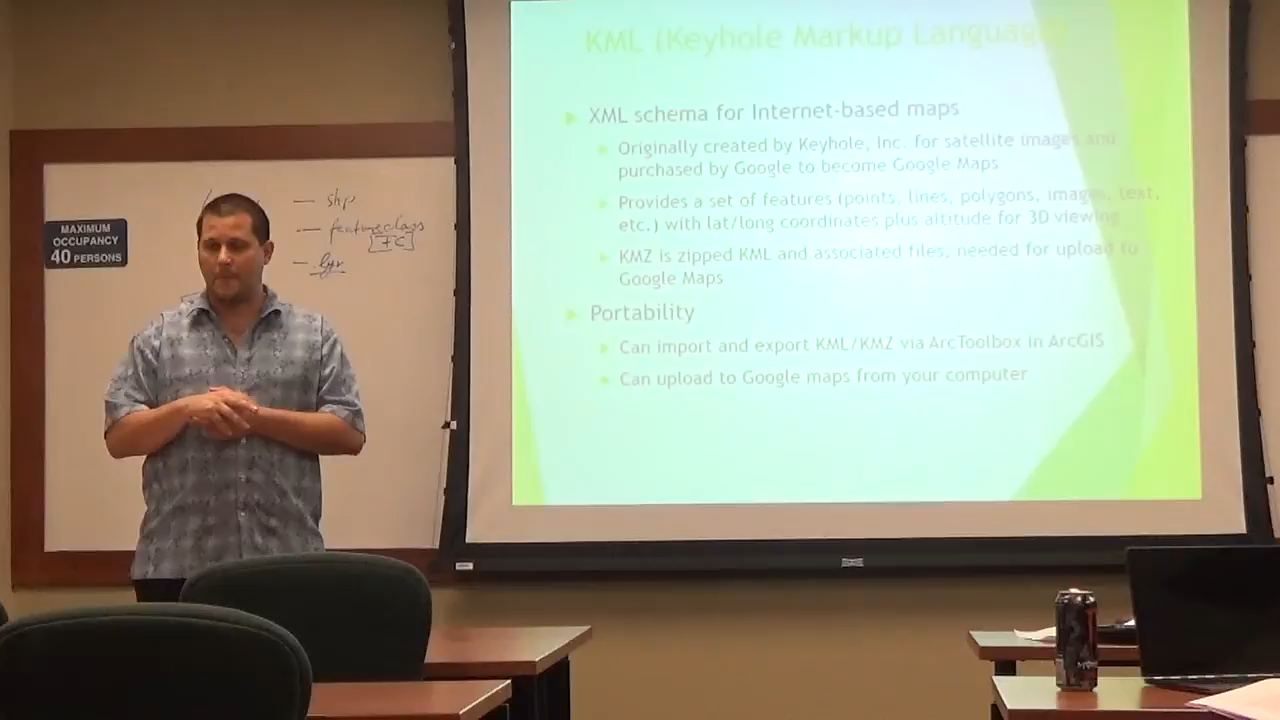 KML (Keyhole Markup Language)
XML schema for Internet-based maps
Originally created by Keyhole, Inc. for satellite images and
purchased by Google to become Google Maps
Provides a set of features (points, lines, polygons, images, text,
etc.) with lat/long coordinates plus altitude for 3D viewing
KMZ is zipped KML and associated files, needed for upload to
Google Maps
Portability
Can import and export KML/KMZ via ArcToolbox in ArcGIS
Can upload to Google maps from your computer
MAXIMUM
OCCUPANCY
40 PERSONS
— shp
— featureclass
FC
— lyr